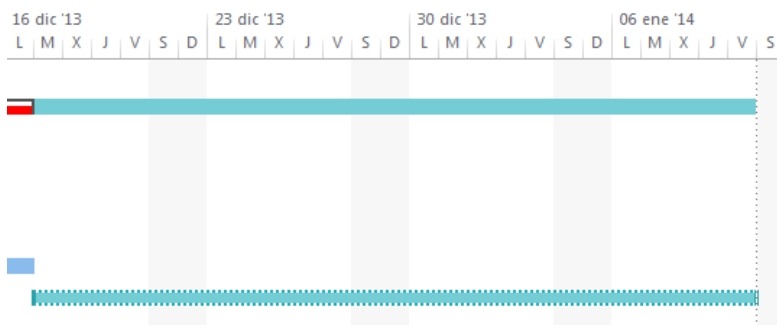 16 dic '13 23 dic '13 30 dic '13 06 ene '14
L M X J V S D L M X J V S D L M X J V S D L M X J V S